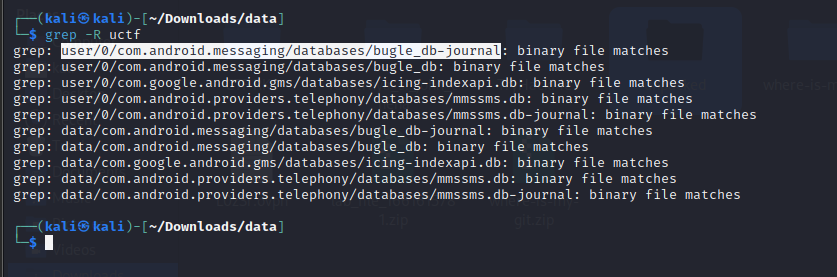 ┌──(kali㉿kali)-[~/Downloads/data]
└─$ grep -R uctf
grep: user/0/com.android.messaging/databases/bugle_db-journal: binary file matches
grep: user/0/com.android.messaging/databases/bugle_db: binary file matches
grep: user/0/com.google.android.gms/databases/icing-indexapi.db: binary file matches
grep: user/0/com.android.providers.telephony/databases/mmssms.db: binary file matches
grep: user/0/com.android.providers.telephony/databases/mmssms.db-journal: binary file matches
grep: data/com.android.messaging/databases/bugle_db-journal: binary file matches
grep: data/com.android.messaging/databases/bugle_db: binary file matches
grep: data/com.google.android.gms/databases/icing-indexapi.db: binary file matches
grep: data/com.android.providers.telephony/databases/mmssms.db: binary file matches
grep: data/com.android.providers.telephony/databases/mmssms.db-journal: binary file matches
┌──(kali㉿kali)-[~/Downloads/data]
└─$